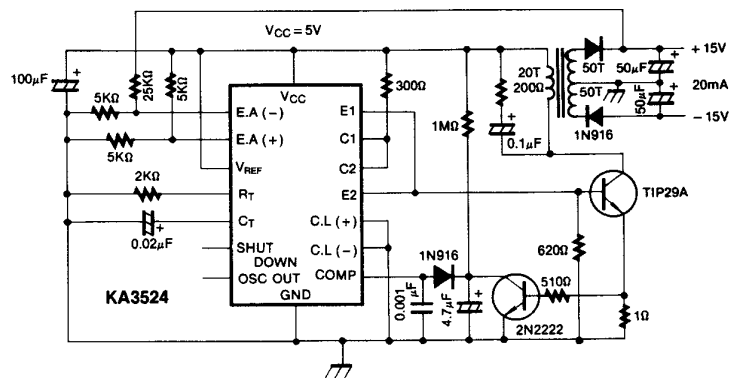 V_CC = 5V
100μF
+
25KΩ
5KΩ
5KΩ
5KΩ
2KΩ
0.02μF
+
KA3524
V_CC
E.A (−)
E.A (+)
V_REF
R_T
C_T
SHUT
DOWN
OSC OUT
GND
E1
C1
C2
E2
C.L (+)
C.L (−)
COMP
300Ω
1MΩ
20T
200Ω
+
0.1μF
50T
50T
1N916
50μF
+
+
50μF
+ 15V
20mA
− 15V
TIP29A
620Ω
1N916
0.001
μF
4.7μF
+
2N2222
510Ω
1Ω